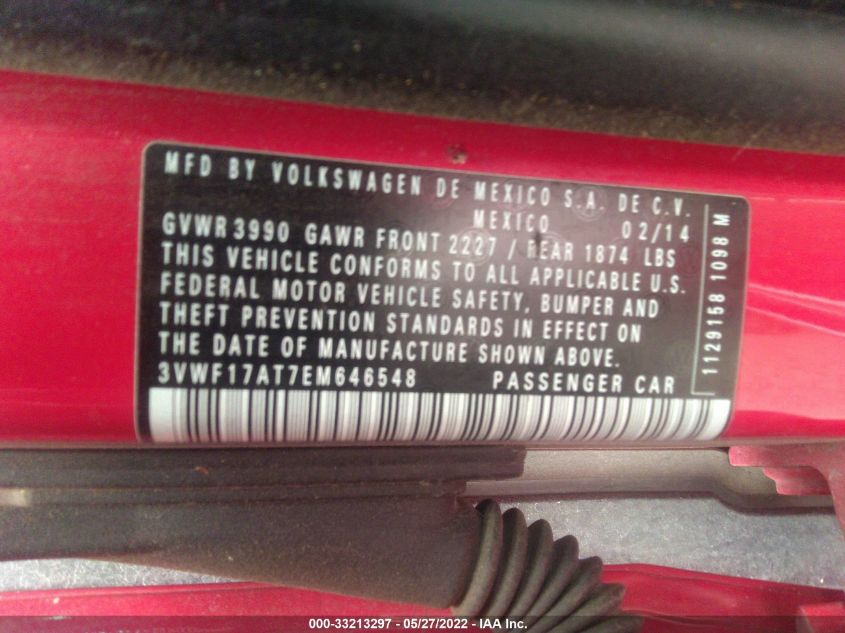 MFD BY VOLKSWAGEN DE MEXICO S.A. DE C.V.
MEXICO 02/14
GVWR 3990 GAWR FRONT 2227 / REAR 1874 LBS
THIS VEHICLE CONFORMS TO ALL APPLICABLE U.S.
FEDERAL MOTOR VEHICLE SAFETY, BUMPER AND
THEFT PREVENTION STANDARDS IN EFFECT ON
THE DATE OF MANUFACTURE SHOWN ABOVE.
3VWF17AT7EM646548 PASSENGER CAR
1129158 1098 M
000-33213297 - 05/27/2022 - IAA Inc.